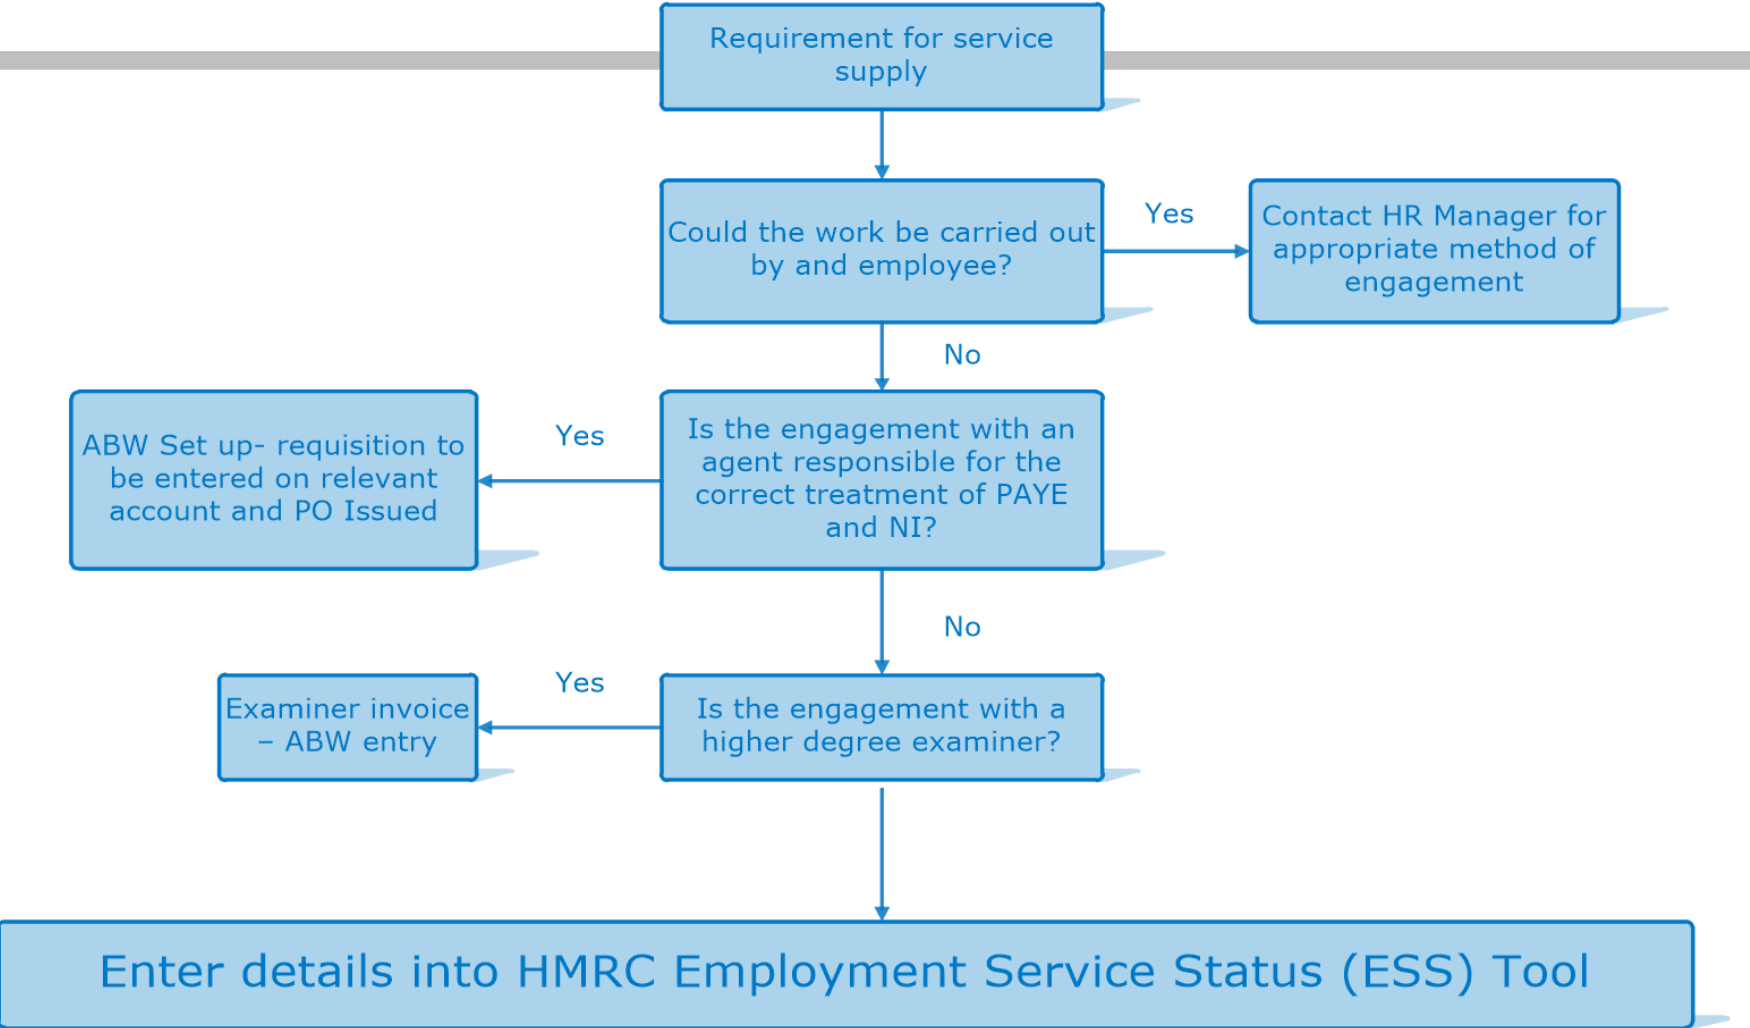 Requirement for service
supply
Could the work be carried out
by and employee?
Yes
Contact HR Manager for
appropriate method of
engagement
No
ABW Set up- requisition to
be entered on relevant
account and PO Issued
Yes
Is the engagement with an
agent responsible for the
correct treatment of PAYE
and NI?
No
Examiner invoice
– ABW entry
Yes
Is the engagement with a
higher degree examiner?
Enter details into HMRC Employment Service Status (ESS) Tool